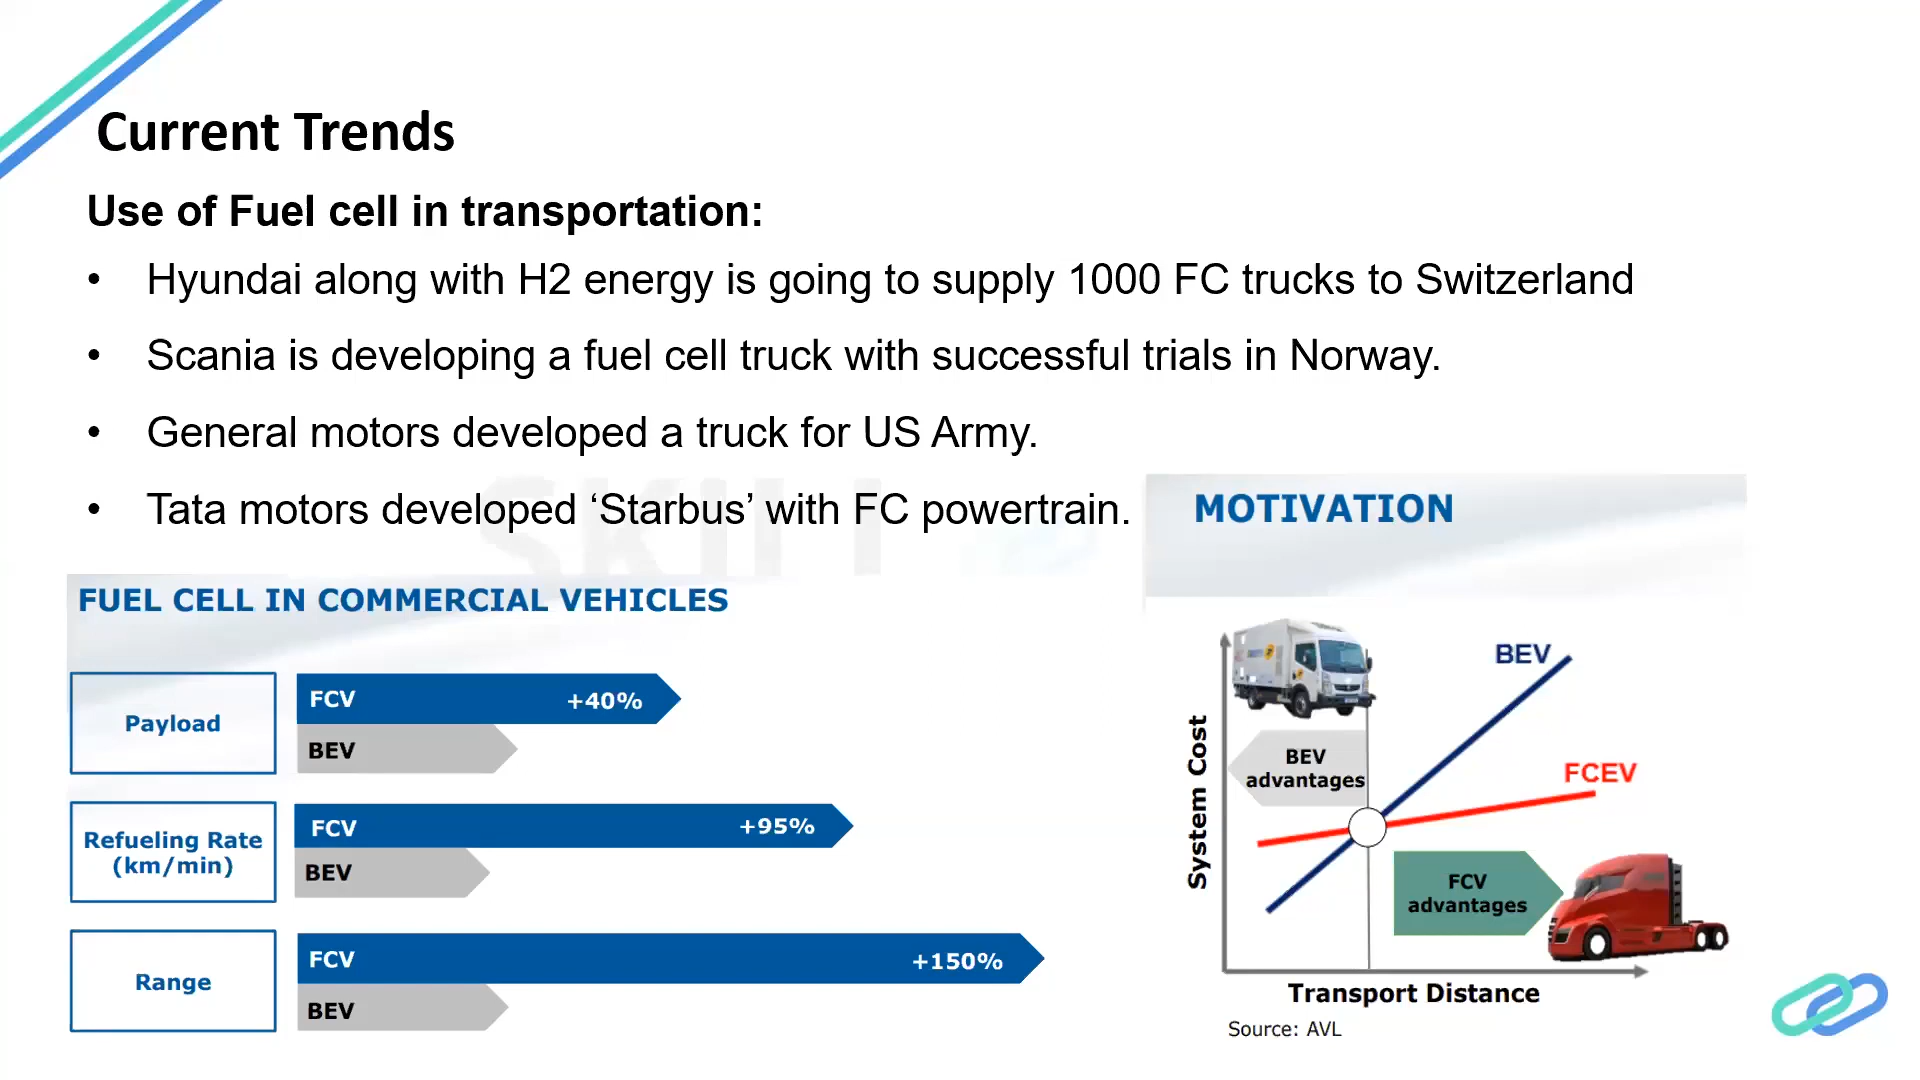 Current Trends
Use of Fuel cell in transportation:
• Hyundai along with H2 energy is going to supply 1000 FC trucks to Switzerland
• Scania is developing a fuel cell truck with successful trials in Norway.
• General motors developed a truck for US Army.
• Tata motors developed ‘Starbus’ with FC powertrain.
SKILL
FUEL CELL IN COMMERCIAL VEHICLES
Payload
FCV +40%
BEV
Refueling Rate
(km/min)
FCV +95%
BEV
Range
FCV +150%
BEV
MOTIVATION
System Cost
BEV
FCEV
BEV
advantages
FCV
advantages
Transport Distance
Source: AVL